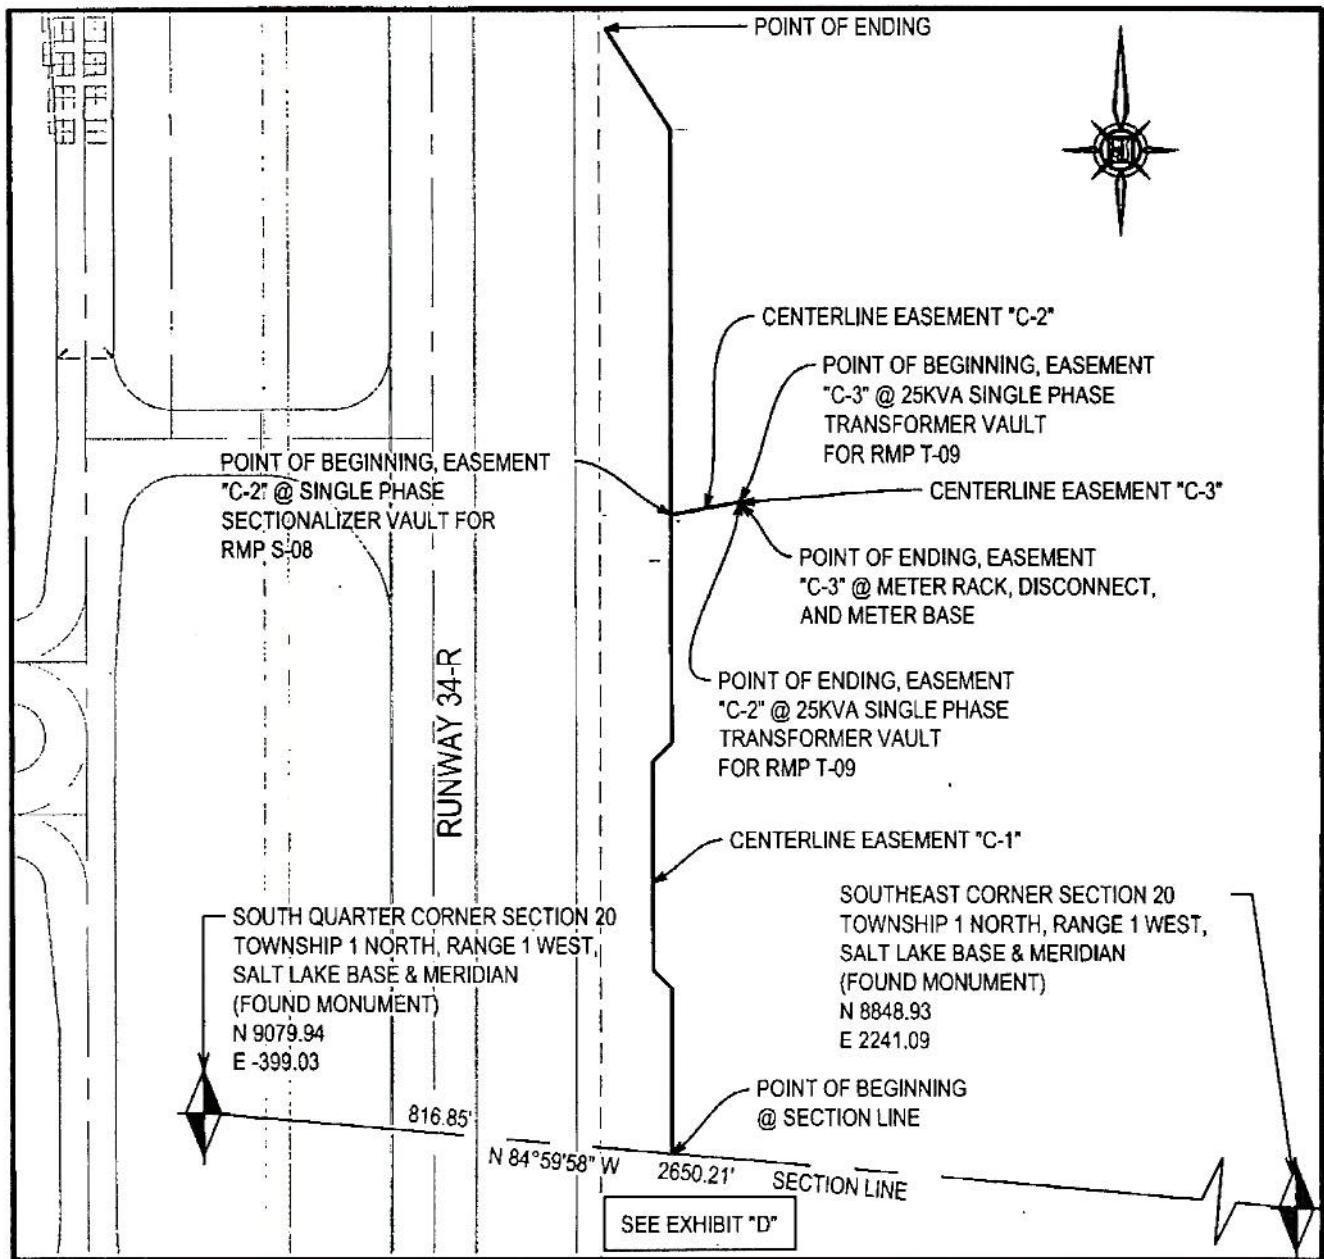 POINT OF ENDING
CENTERLINE EASEMENT "C-2"
POINT OF BEGINNING, EASEMENT
"C-3" @ 25KVA SINGLE PHASE
TRANSFORMER VAULT
FOR RMP T-09
POINT OF BEGINNING, EASEMENT
"C-2" @ SINGLE PHASE
SECTIONALIZER VAULT FOR
RMP S-08
CENTERLINE EASEMENT "C-3"
POINT OF ENDING, EASEMENT
"C-3" @ METER RACK, DISCONNECT,
AND METER BASE
RUNWAY 34-R
POINT OF ENDING, EASEMENT
"C-2" @ 25KVA SINGLE PHASE
TRANSFORMER VAULT
FOR RMP T-09
CENTERLINE EASEMENT "C-1"
SOUTH QUARTER CORNER SECTION 20
TOWNSHIP 1 NORTH, RANGE 1 WEST,
SALT LAKE BASE & MERIDIAN
(FOUND MONUMENT)
N 9079.94
E -399.03
SOUTHEAST CORNER SECTION 20
TOWNSHIP 1 NORTH, RANGE 1 WEST,
SALT LAKE BASE & MERIDIAN
(FOUND MONUMENT)
N 8848.93
E 2241.09
POINT OF BEGINNING
@ SECTION LINE
816.85'
N 84°59'58" W 2650.21' SECTION LINE
SEE EXHIBIT "D"